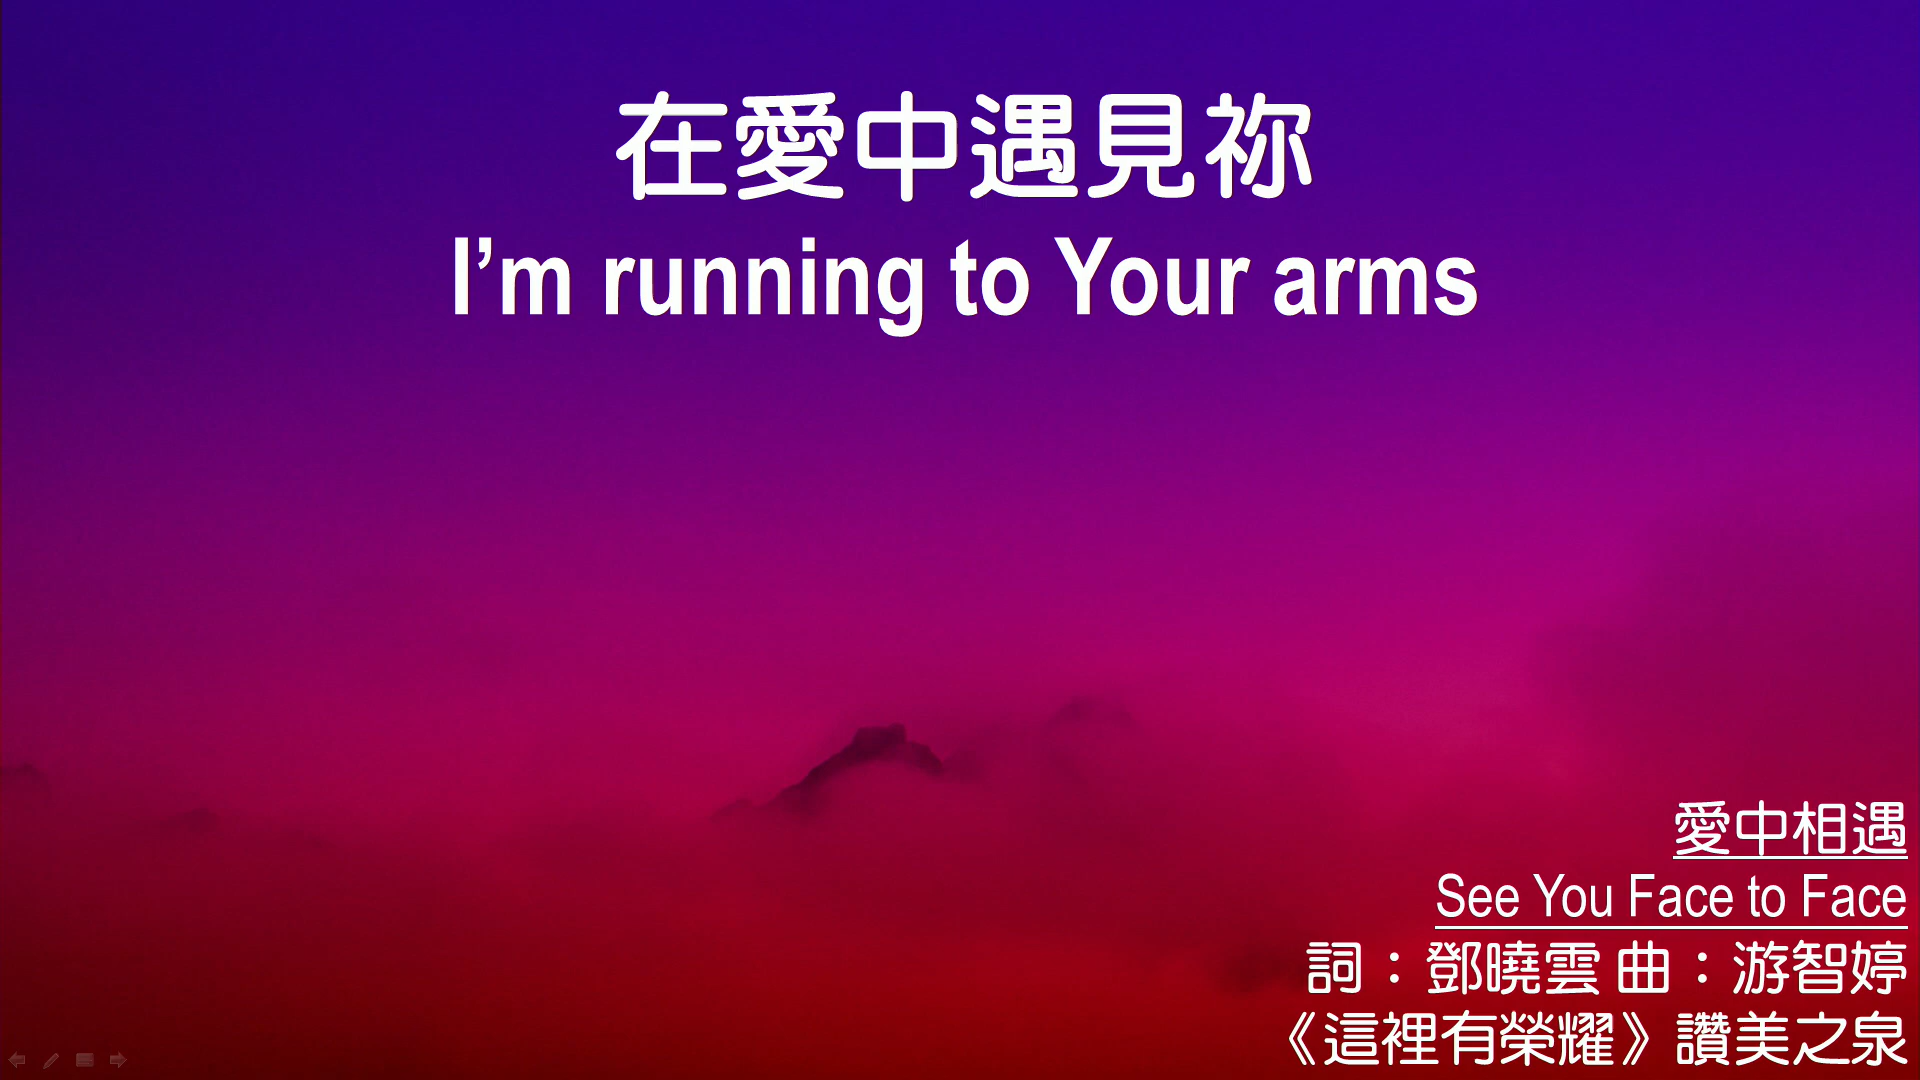 在愛中遇見祢
I’m running to Your arms
愛中相遇
See You Face to Face
詞：鄧曉雲 曲：游智婷
《這裡有榮耀》讚美之泉